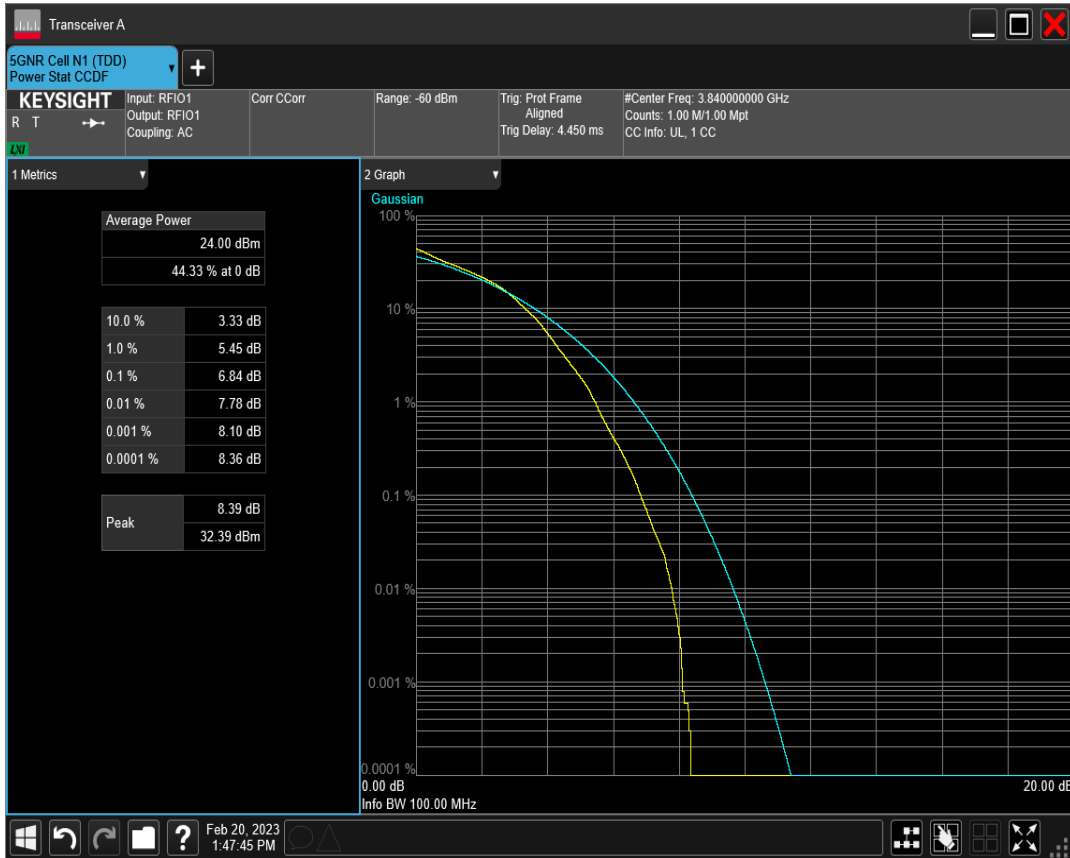 Transceiver A
5GNR Cell N1 (TDD)
Power Stat CCDF
+
KEYSIGHT
R T
LXI
Input: RFIO1
Output: RFIO1
Coupling: AC
Corr CCorr
Range: -60 dBm
Trig: Prot Frame
Aligned
Trig Delay: 4.450 ms
#Center Freq: 3.840000000 GHz
Counts: 1.00 M/1.00 Mpt
CC Info: UL, 1 CC
1 Metrics
Average Power
24.00 dBm
44.33 % at 0 dB
10.0 % 3.33 dB
1.0 % 5.45 dB
0.1 % 6.84 dB
0.01 % 7.78 dB
0.001 % 8.10 dB
0.0001 % 8.36 dB
Peak 8.39 dB
32.39 dBm
2 Graph
Gaussian
100 %
10 %
1 %
0.1 %
0.01 %
0.001 %
0.0001 %
0.00 dB 20.00 dB
Info BW 100.00 MHz
?
Feb 20, 2023
1:47:45 PM